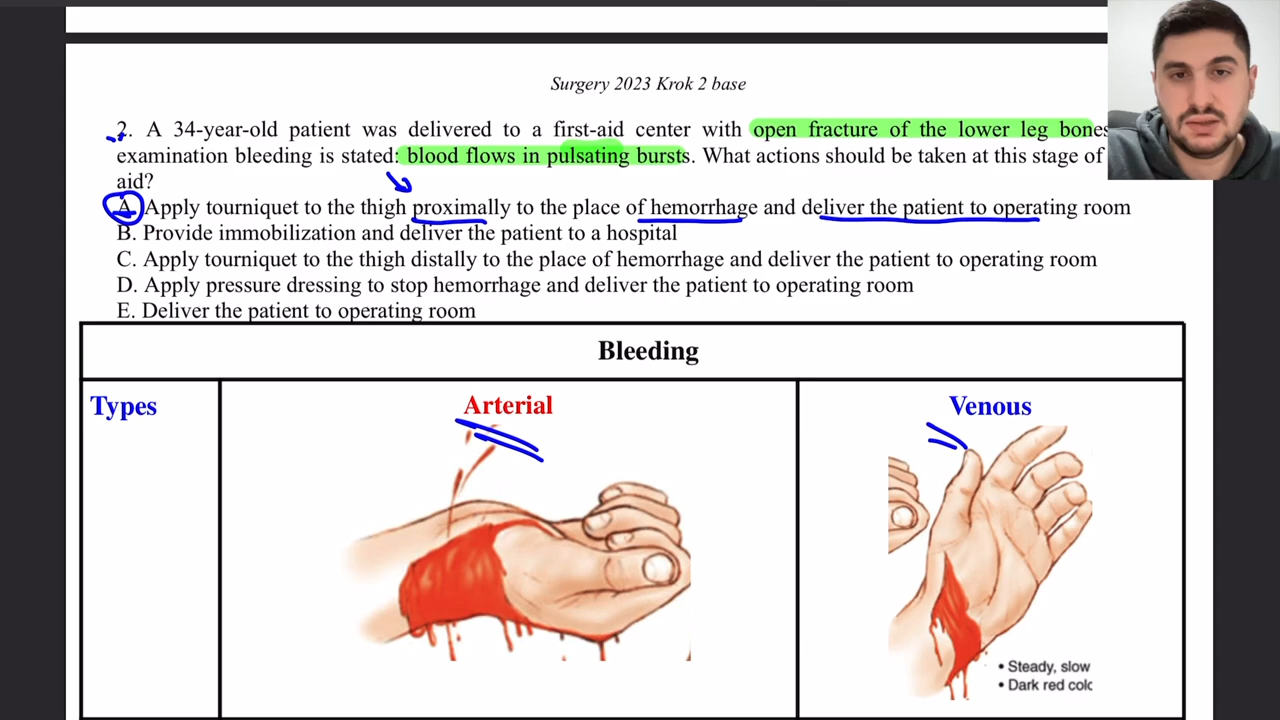 Surgery 2023 Krok 2 base
2. A 34-year-old patient was delivered to a first-aid center with open fracture of the lower leg bones
examination bleeding is stated: blood flows in pulsating bursts. What actions should be taken at this stage of
aid?
A. Apply tourniquet to the thigh proximally to the place of hemorrhage and deliver the patient to operating room
B. Provide immobilization and deliver the patient to a hospital
C. Apply tourniquet to the thigh distally to the place of hemorrhage and deliver the patient to operating room
D. Apply pressure dressing to stop hemorrhage and deliver the patient to operating room
E. Deliver the patient to operating room
Bleeding
Types Arterial Venous
• Steady, slow
• Dark red